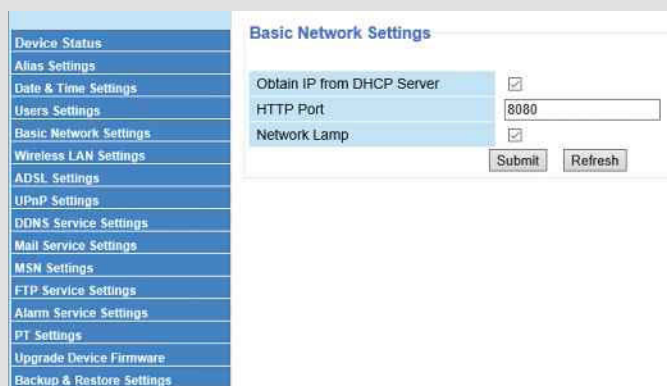 Device Status
Alias Settings
Date & Time Settings
Users Settings
Basic Network Settings
Wireless LAN Settings
ADSL Settings
UPnP Settings
DDNS Service Settings
Mail Service Settings
MSN Settings
FTP Service Settings
Alarm Service Settings
PT Settings
Upgrade Device Firmware
Backup & Restore Settings
Basic Network Settings
Obtain IP from DHCP Server
HTTP Port 8080
Network Lamp
Submit Refresh